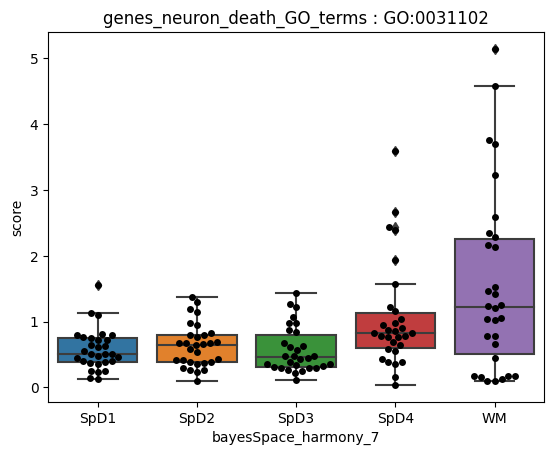 genes_neuron_death_GO_terms : GO:0031102
5
4
3
2
1
0
score
SpD1 SpD2 SpD3 SpD4 WM
bayesSpace_harmony_7